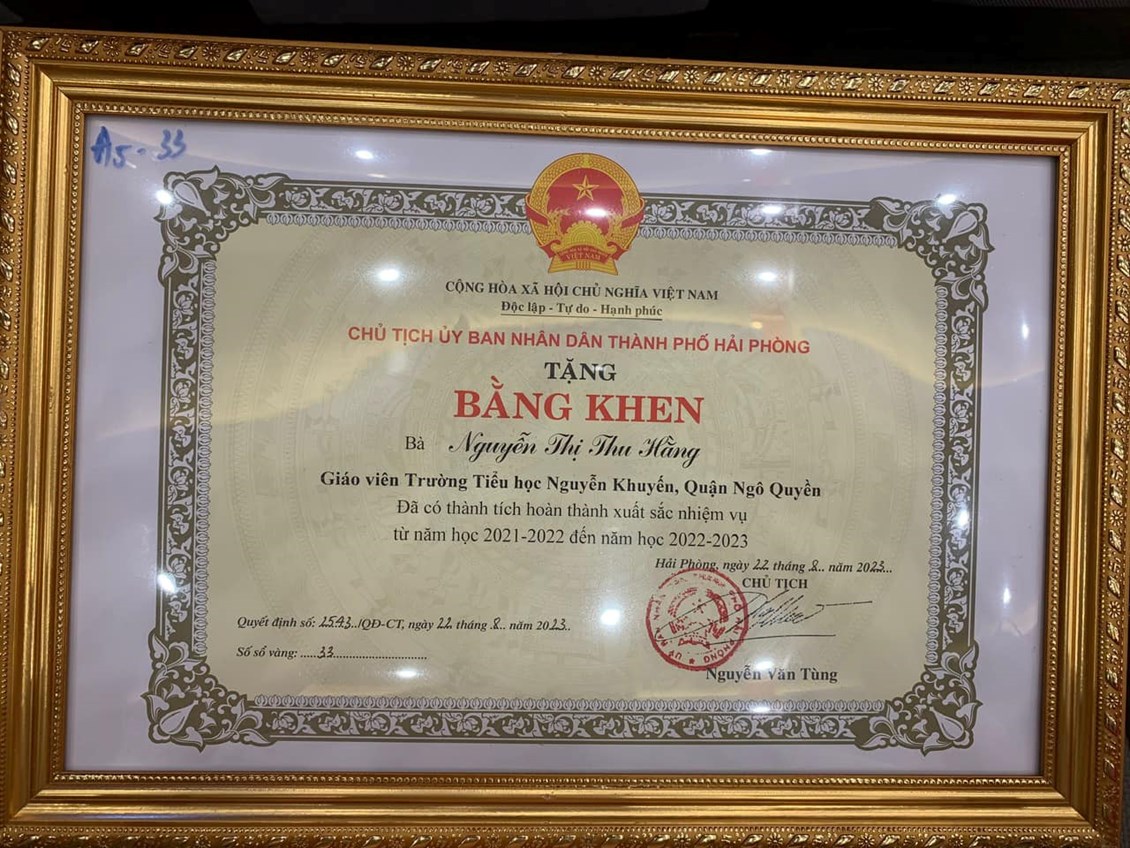 A5-33
VIỆT NAM
CỘNG HÒA XÃ HỘI CHỦ NGHĨA VIỆT NAM
Độc lập - Tự do - Hạnh phúc
CHỦ TỊCH ỦY BAN NHÂN DÂN THÀNH PHỐ HẢI PHÒNG
TẶNG
BẰNG KHEN
Bà Nguyễn Thị Thu Hằng
Giáo viên Trường Tiểu học Nguyễn Khuyến, Quận Ngô Quyền
Đã có thành tích hoàn thành xuất sắc nhiệm vụ
từ năm học 2021-2022 đến năm học 2022-2023
Hải Phòng, ngày 22 tháng 8.. năm 2023...
CHỦ TỊCH
Quyết định số: 2543../QĐ-CT, ngày 22 tháng .8.. năm 2023..
Số sổ vàng: .....33........................
Nguyễn Văn Tùng